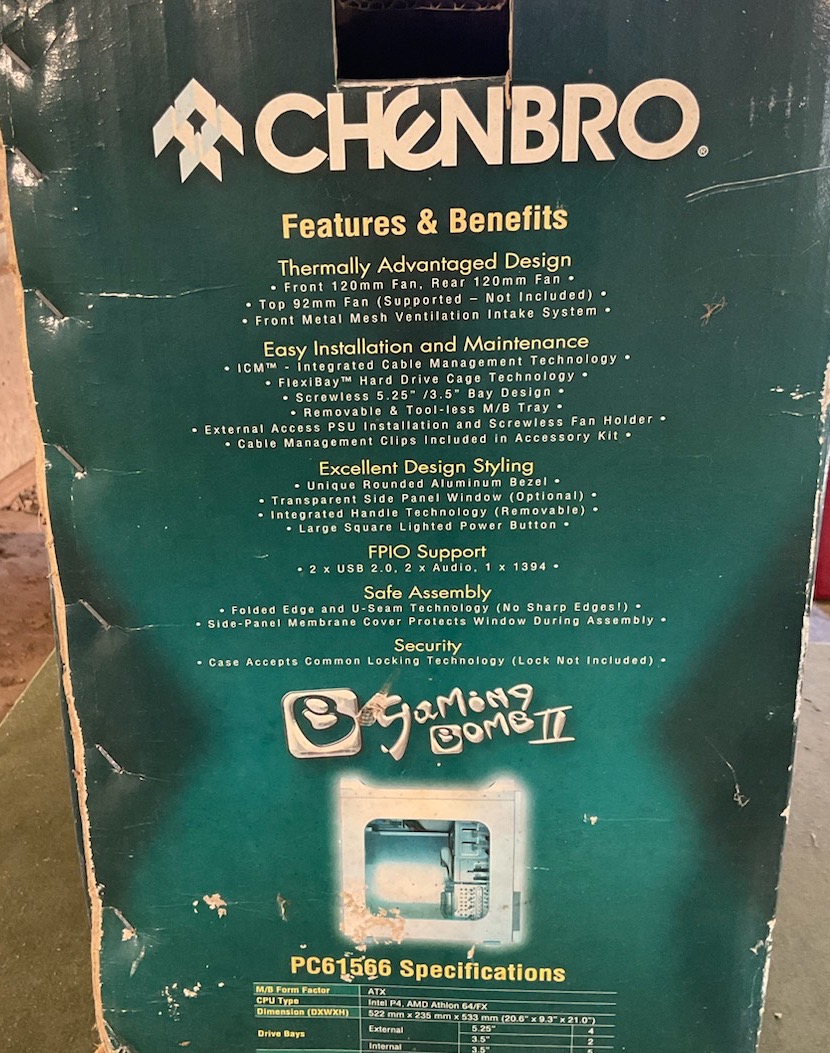 CHENBRO®
Features & Benefits
Thermally Advantaged Design
• Front 120mm Fan, Rear 120mm Fan •
• Top 92mm Fan (Supported – Not Included) •
• Front Metal Mesh Ventilation Intake System •
Easy Installation and Maintenance
• ICM™ - Integrated Cable Management Technology •
• FlexiBay™ Hard Drive Cage Technology •
• Screwless 5.25" /3.5" Bay Design •
• Removable & Tool-less M/B Tray •
• External Access PSU Installation and Screwless Fan Holder •
• Cable Management Clips Included in Accessory Kit •
Excellent Design Styling
• Unique Rounded Aluminum Bezel •
• Transparent Side Panel Window (Optional) •
• Integrated Handle Technology (Removable) •
• Large Square Lighted Power Button •
FPIO Support
• 2 x USB 2.0, 2 x Audio, 1 x 1394 •
Safe Assembly
• Folded Edge and U-Seam Technology (No Sharp Edges!) •
• Side-Panel Membrane Cover Protects Window During Assembly •
Security
• Case Accepts Common Locking Technology (Lock Not Included) •
B Gaming
BOMB II
PC61566 Specifications
M/B Form Factor ATX
CPU Type Intel P4, AMD Athlon 64/FX
Dimension (DXWXH) 522 mm x 235 mm x 533 mm (20.6" x 9.3" x 21.0")
Drive Bays External 5.25" 4
3.5" 2
Internal 3.5"